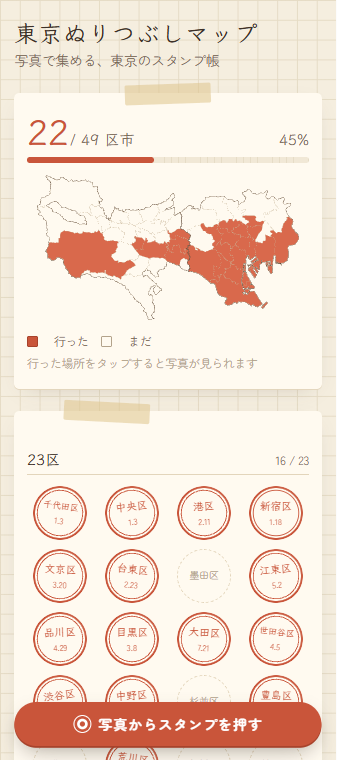 東京ぬりつぶしマップ
写真で集める、東京のスタンプ帳
22 / 49 区市 45%
行った まだ
行った場所をタップすると写真が見られます
23区 16 / 23
千代田区 中央区 港区 新宿区
1.3 1.3 2.11 1.18
文京区 台東区 墨田区 江東区
3.20 2.23 5.2
品川区 目黒区 大田区 世田谷区
4.29 3.8 7.21 4.5
渋谷区 中野区 杉並区 豊島区
写真からスタンプを押す
荒川区